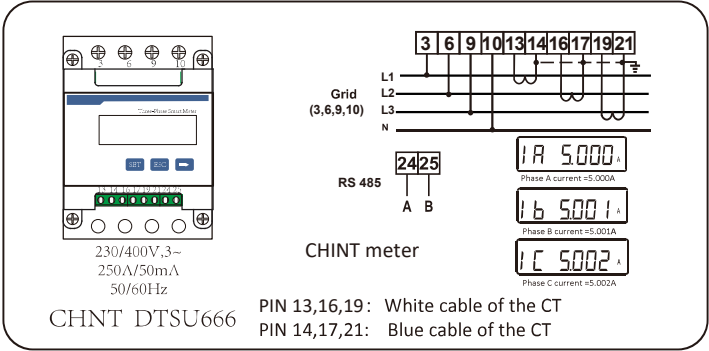 3 6 9 10
Three-Phase Smart Meter
SET ESC
13 14 16 17 19 21 24 25
230/400V,3~
250A/50mA
50/60Hz
CHNT DTSU666
3 6 9 10 13 14 16 17 19 21
L1
L2
L3
N
Grid
(3,6,9,10)
24 25
RS 485
A B
CHINT meter
IA 5.000 A
Phase A current =5.000A
Ib 5.001 A
Phase B current =5.001A
IC 5.002 A
Phase C current =5.002A
PIN 13,16,19: White cable of the CT
PIN 14,17,21: Blue cable of the CT